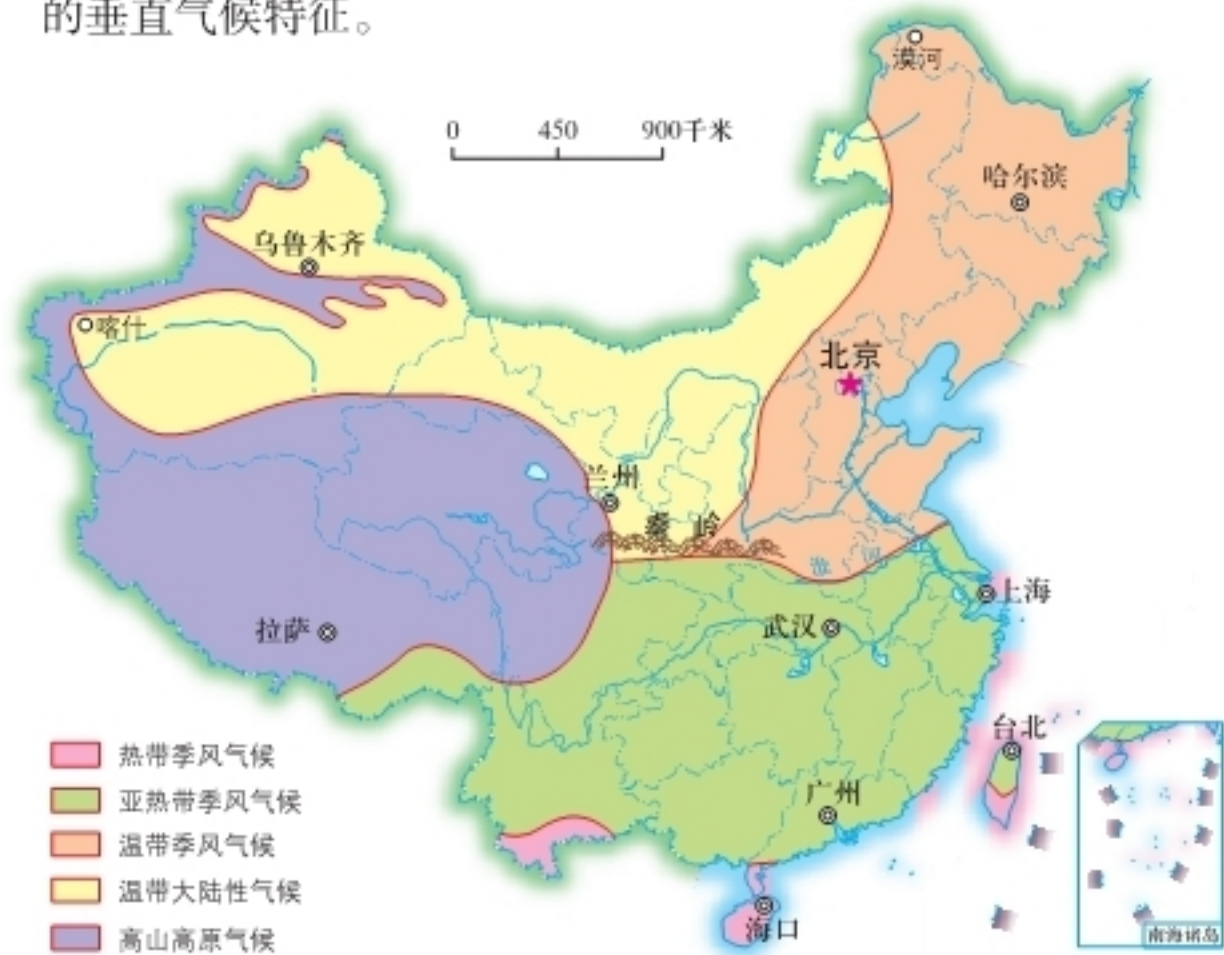 的垂直气候特征。
漠河
0 450 900千米
哈尔滨
乌鲁木齐
喀什
北京
兰州
秦岭
淮河
上海
武汉
拉萨
台北
广州
海口
南海诸岛
热带季风气候
亚热带季风气候
温带季风气候
温带大陆性气候
高山高原气候